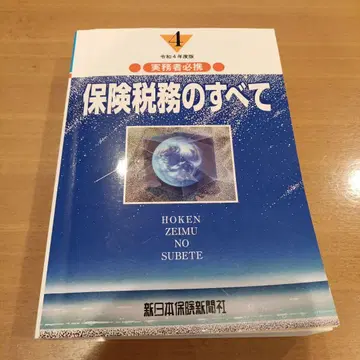 4
令和4年度版
実務者必携
保険税務のすべて
HOKEN
ZEIMU
NO
SUBETE
新日本保険新聞社